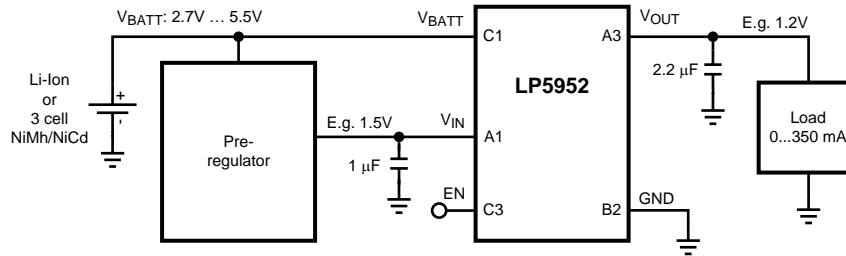 VBATT: 2.7V ... 5.5V
VBATT
VOUT
E.g. 1.2V
C1
A3
LP5952
2.2 μF
Li-Ion
or
3 cell
NiMh/NiCd
+
-
Pre-
regulator
E.g. 1.5V
VIN
A1
1 μF
Load
0...350 mA
EN
C3
B2
GND